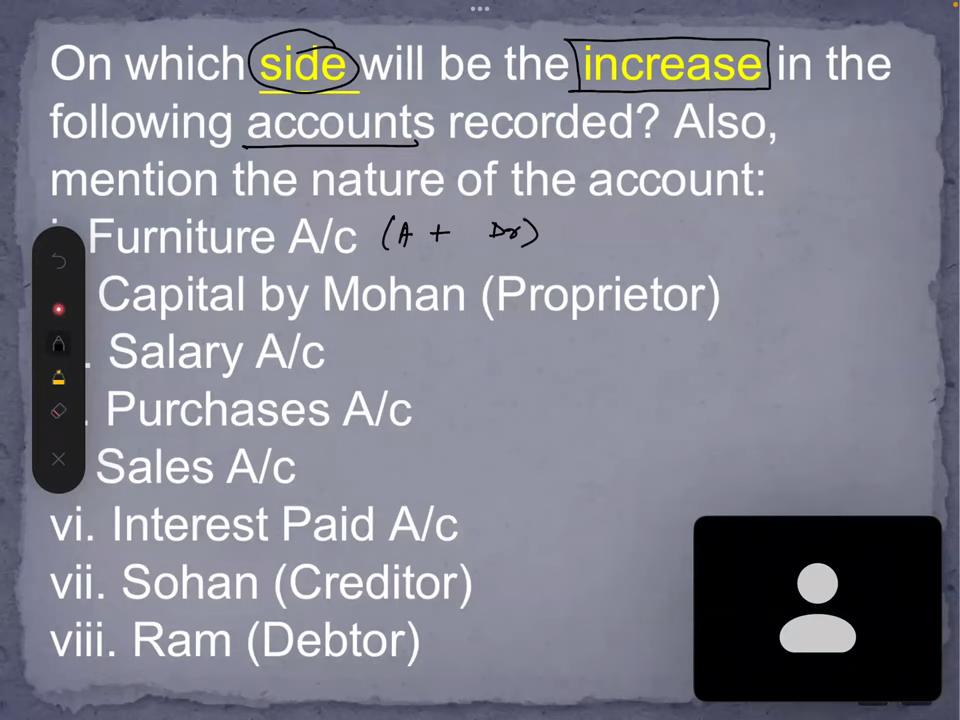 On which side will be the increase in the
following accounts recorded? Also,
mention the nature of the account:
Furniture A/c (A + Dr)
Capital by Mohan (Proprietor)
. Salary A/c
. Purchases A/c
Sales A/c
vi. Interest Paid A/c
vii. Sohan (Creditor)
viii. Ram (Debtor)